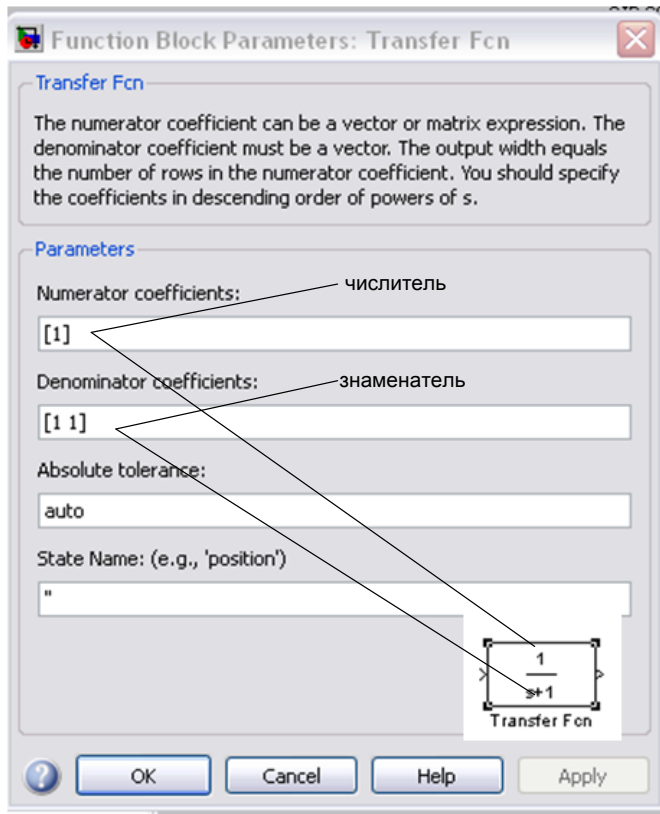 Function Block Parameters: Transfer Fcn
Transfer Fcn
The numerator coefficient can be a vector or matrix expression. The
denominator coefficient must be a vector. The output width equals
the number of rows in the numerator coefficient. You should specify
the coefficients in descending order of powers of s.
Parameters
числитель
Numerator coefficients:
[1]
Denominator coefficients:
знаменатель
[1 1]
Absolute tolerance:
auto
State Name: (e.g., 'position')
''
1
s+1
Transfer Fcn
?
OK
Cancel
Help
Apply